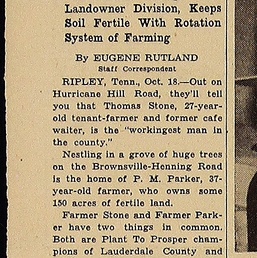 Landowner Division, Keeps
Soil Fertile With Rotation
System of Farming
By EUGENE RUTLAND
Staff Correspondent
RIPLEY, Tenn., Oct. 18.—Out on
Hurricane Hill Road, they'll tell
you that Thomas Stone, 27-year-
old tenant-farmer and former cafe
waiter, is the "workingest man in
the county."
Nestling in a grove of huge trees
on the Brownsville-Henning Road
is the home of P. M. Parker, 37-
year-old farmer, who owns some
150 acres of fertile land.
Farmer Stone and Farmer Park-
er have two things in common.
Both are Plant To Prosper cham-
pions of Lauderdale County and